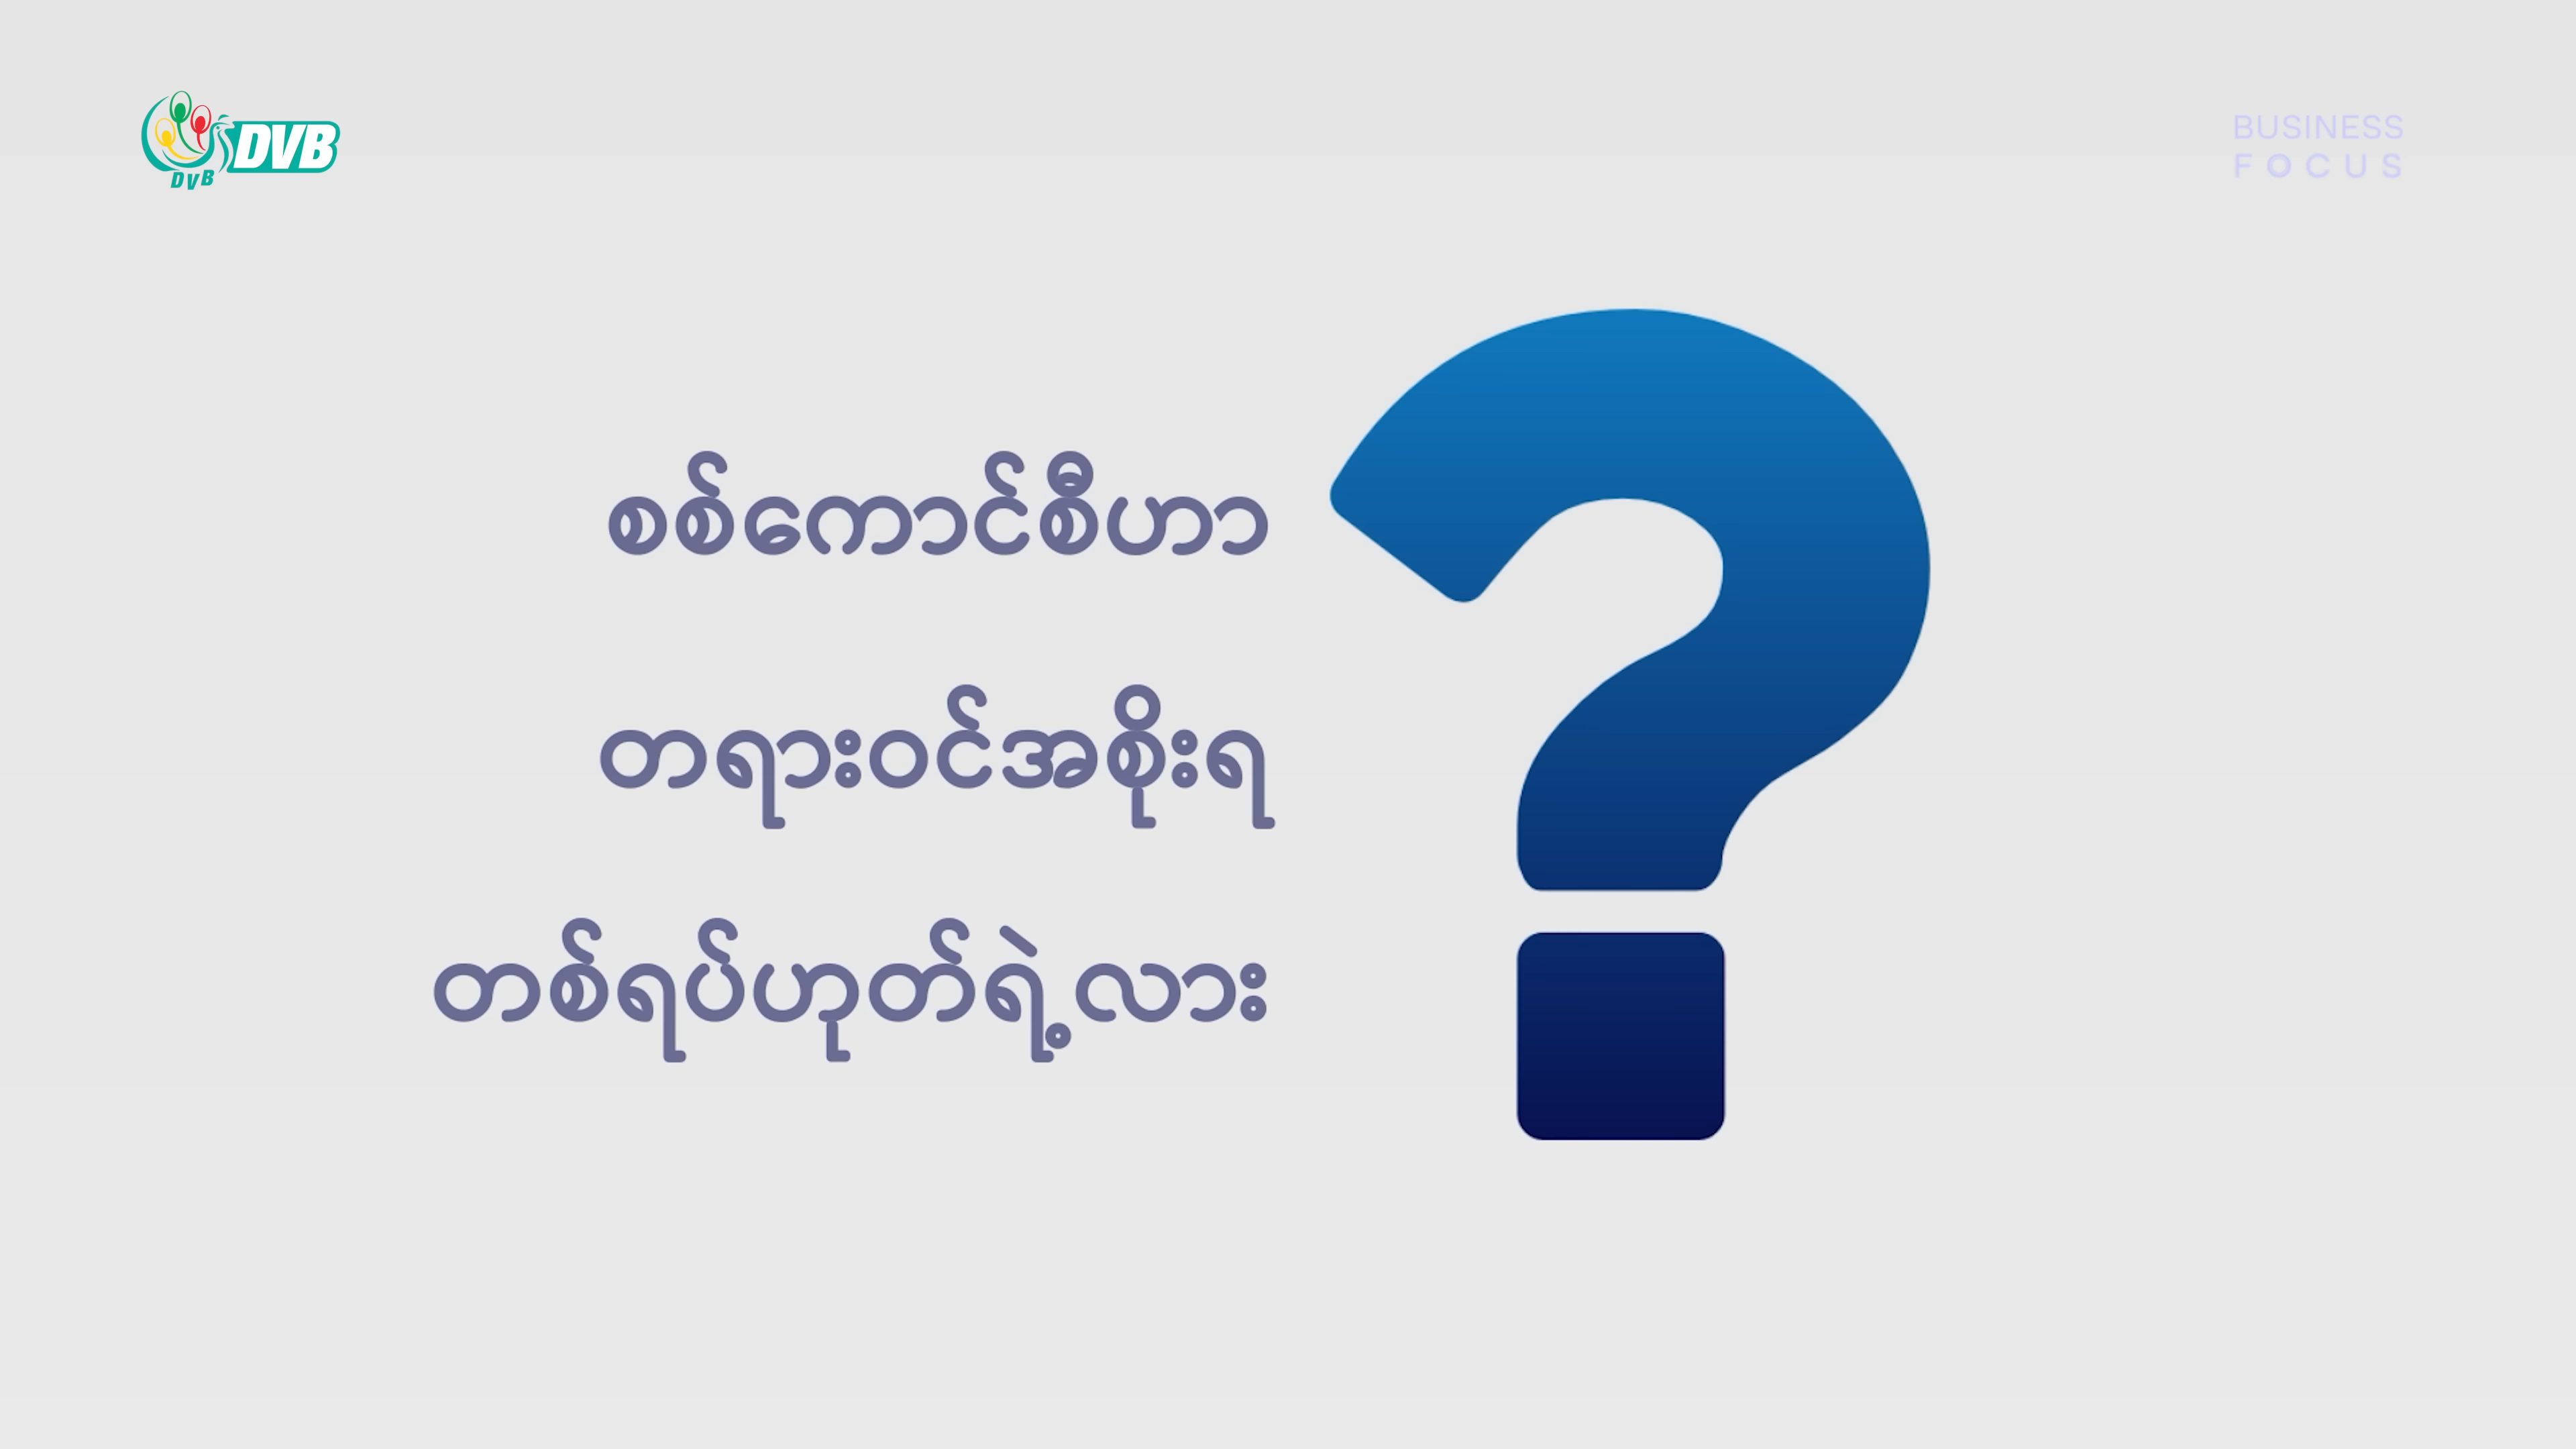 DVB
DVB
BUSINESS
FOCUS
စစ်ကောင်စီဟာ
တရားဝင်အစိုးရ
တစ်ရပ်ဟုတ်ရဲ့လား
?